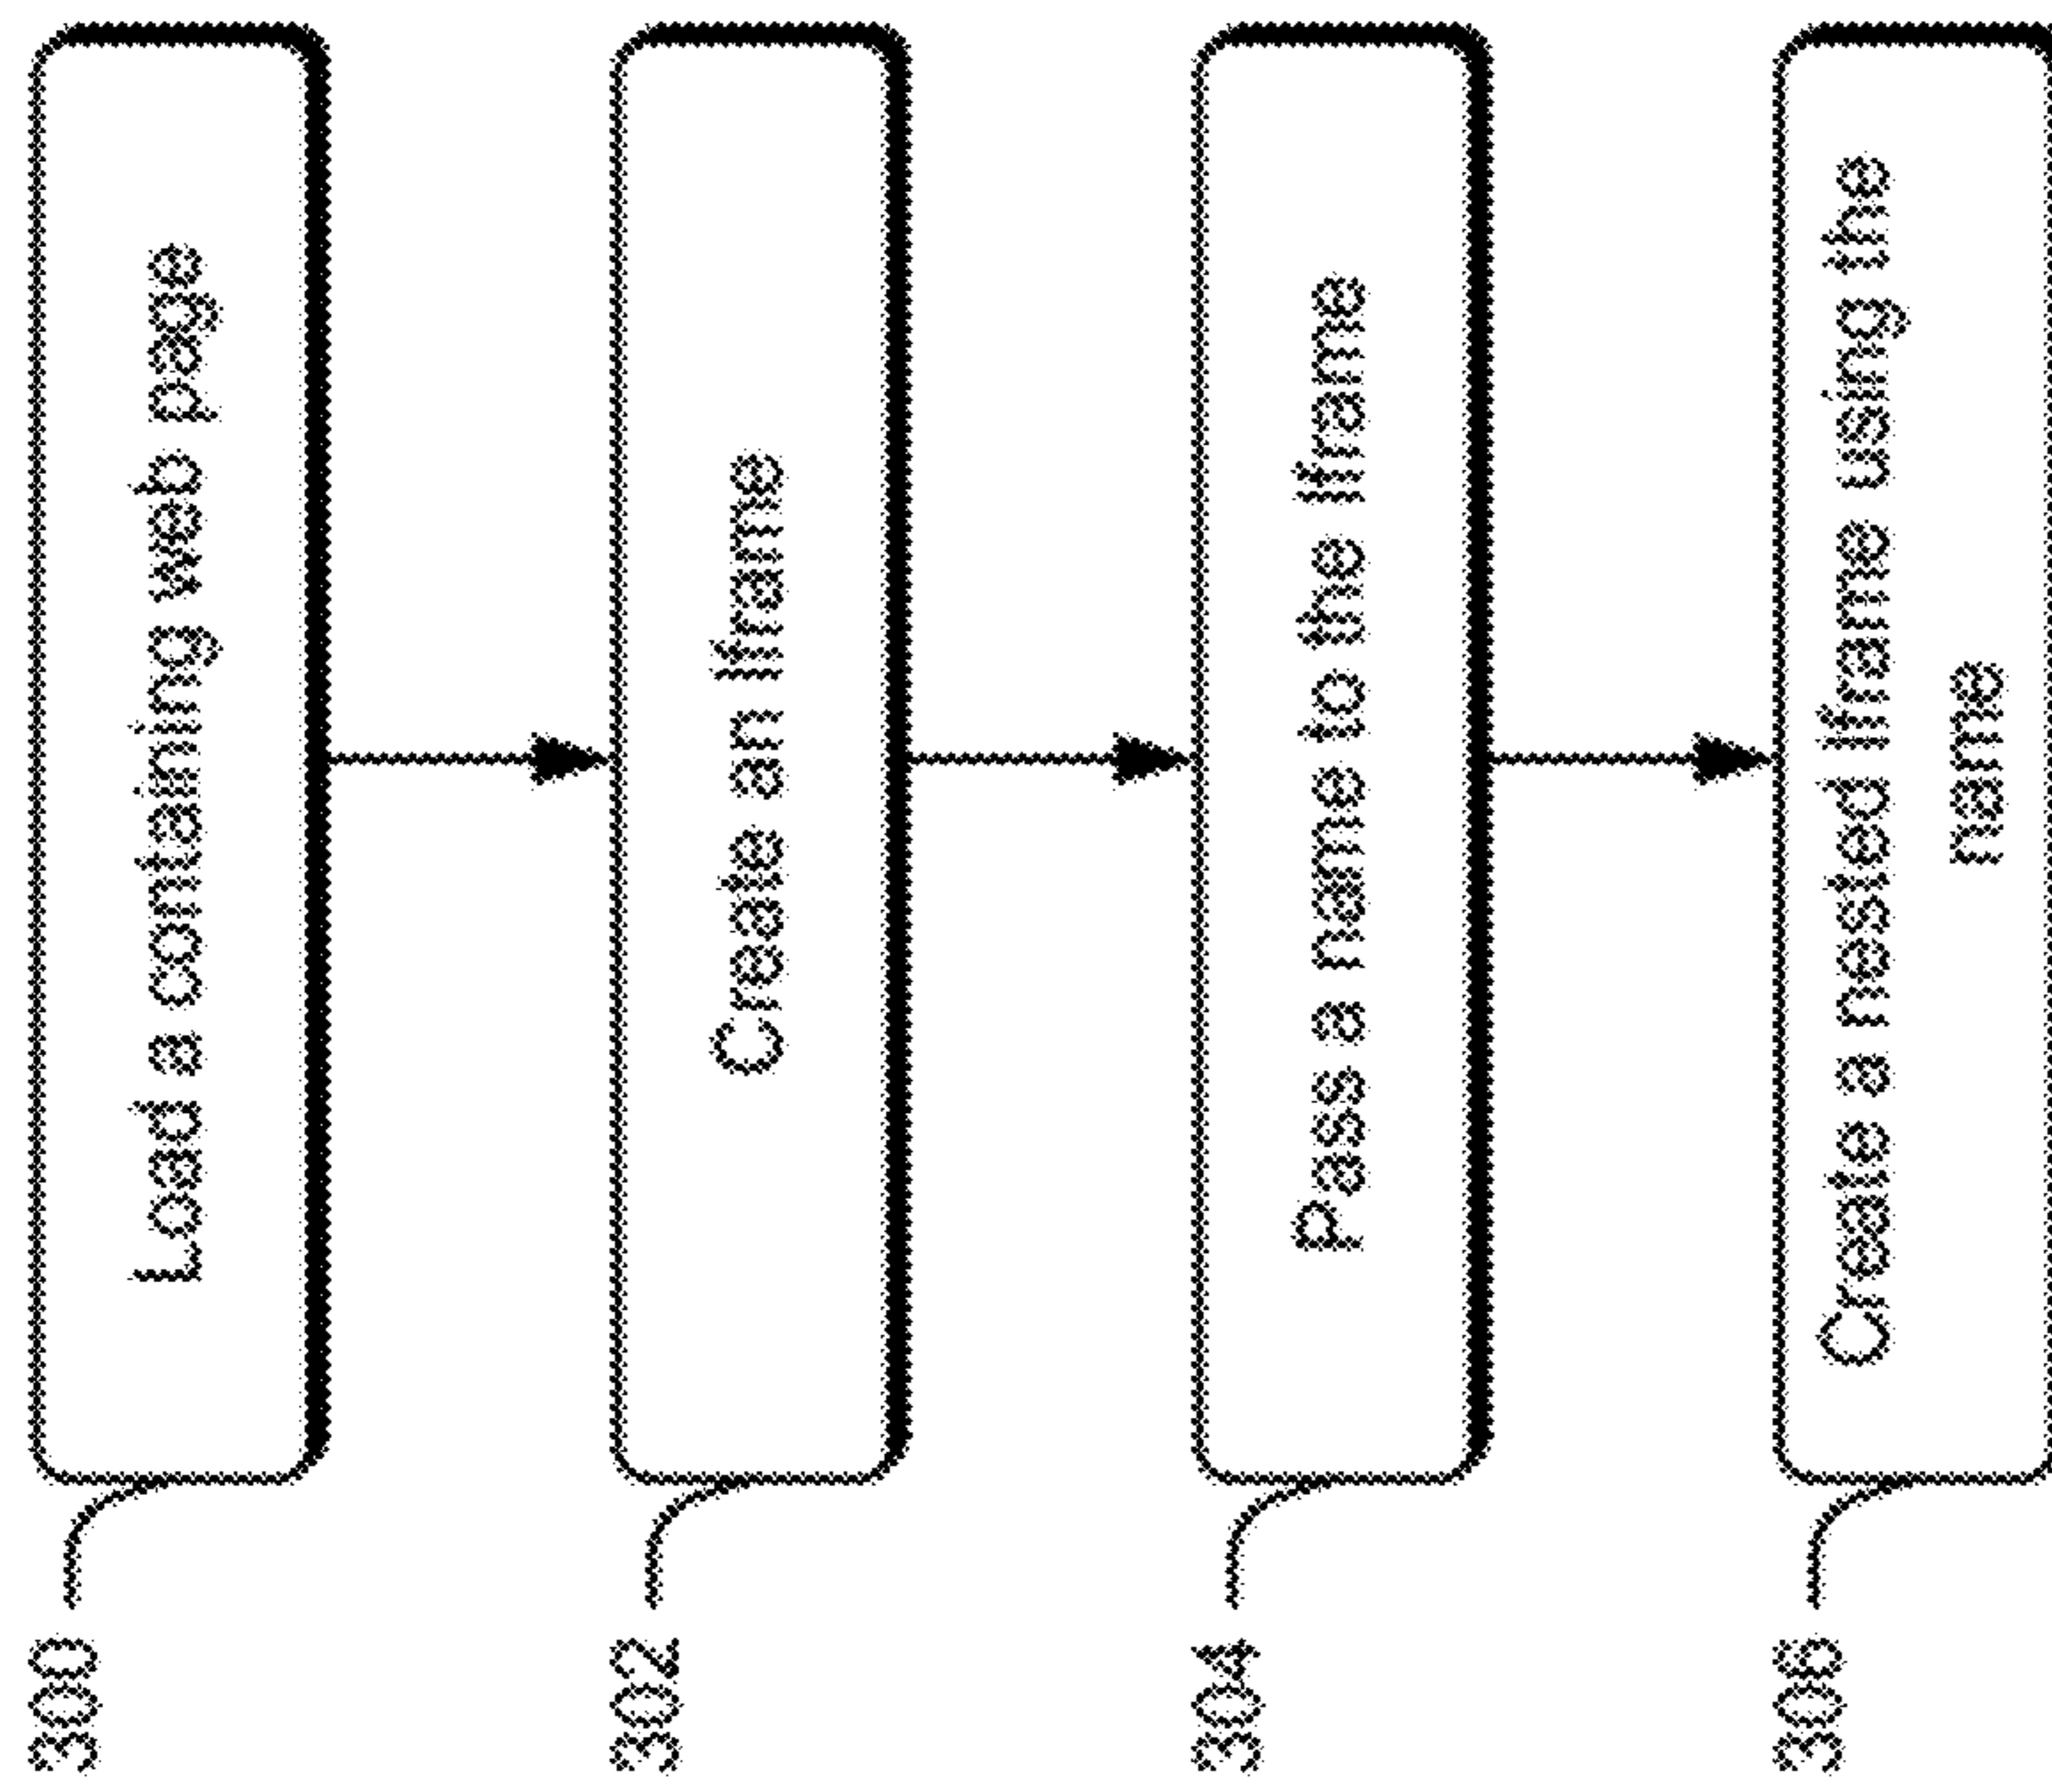 300
Load a containing web page
302
Create an Iframe
304
Pass a name to the Iframe
306
Create a nested Iframe using the
name